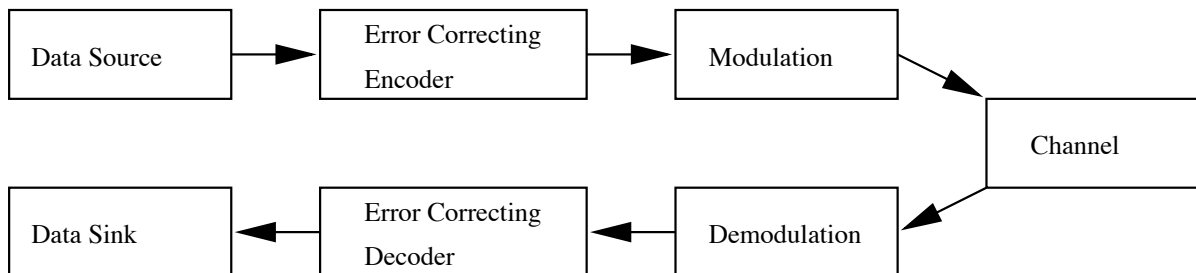 Data Source
Error Correcting
Encoder
Modulation
Channel
Data Sink
Error Correcting
Decoder
Demodulation